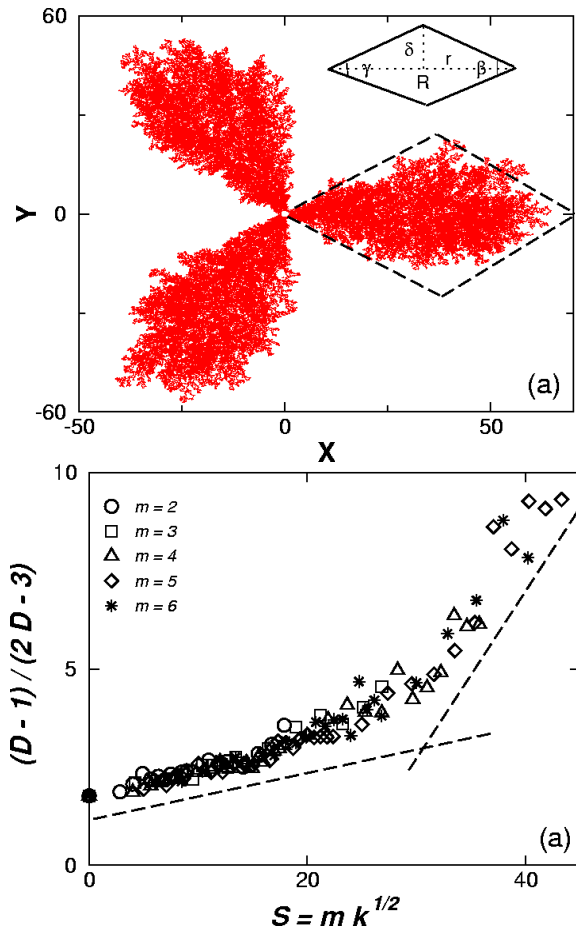 60
30
0
-60
Y
-50
0
50
X
δ
γ
r
β
R
(a)
10
5
0
(D - 1) / (2 D - 3)
m = 2
m = 3
m = 4
m = 5
m = 6
(a)
0
20
40
S = m k^{1/2}